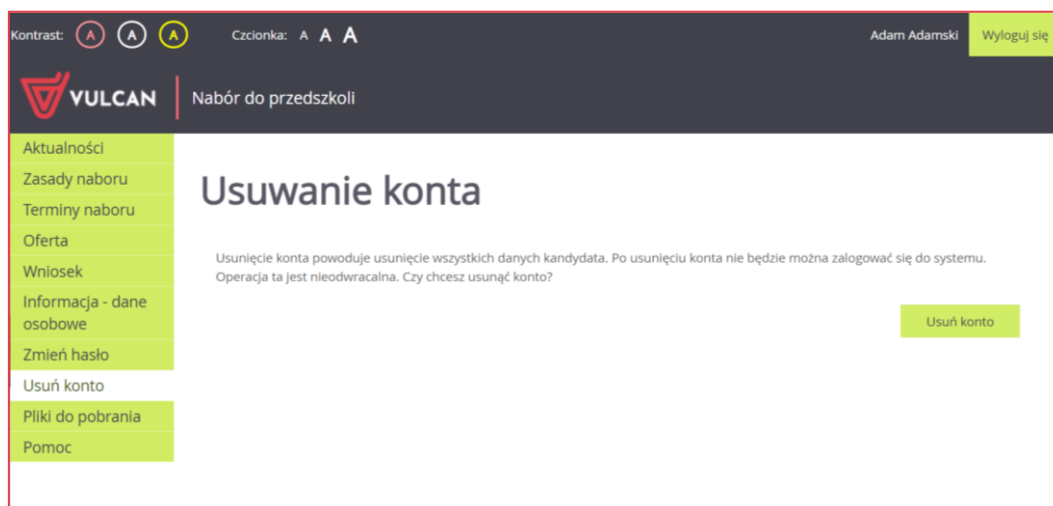 Kontrast: A A A Czcionka: A A A Adam Adamski Wyloguj się
VULCAN Nabór do przedszkoli
Aktualności
Zasady naboru
Terminy naboru
Oferta
Wniosek
Informacja - dane
osobowe
Zmień hasło
Usuń konto
Pliki do pobrania
Pomoc
Usuwanie konta
Usunięcie konta powoduje usunięcie wszystkich danych kandydata. Po usunięciu konta nie będzie można zalogować się do systemu.
Operacja ta jest nieodwracalna. Czy chcesz usunąć konto?
Usuń konto